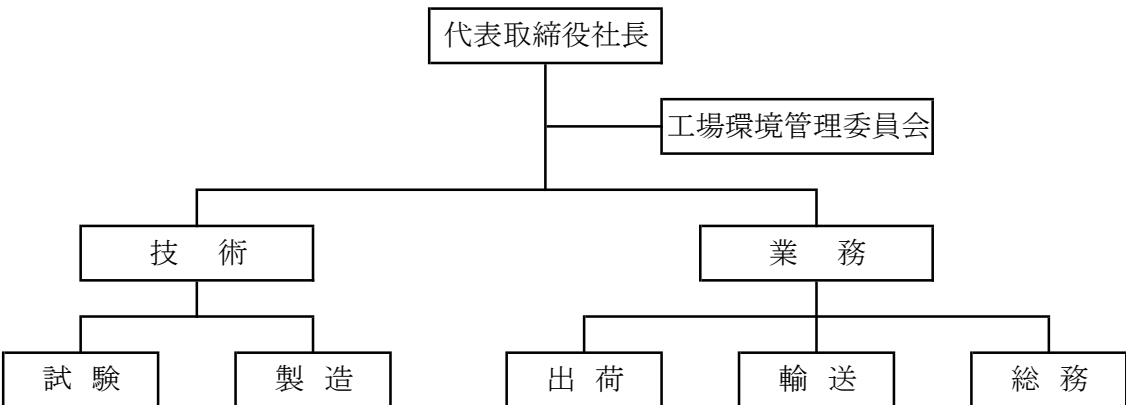 代表取締役社長
工場環境管理委員会
技 術
業 務
試 験
製 造
出 荷
輸 送
総 務